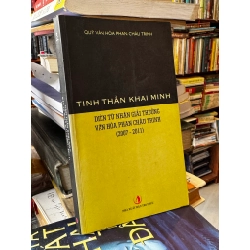 QUỸ VĂN HÓA PHAN CHÂU TRINH
TINH THẦN KHAI MINH
DIỄN TỪ NHẬN GIẢI THƯỞNG
VĂN HÓA PHAN CHÂU TRINH
(2007 - 2011)